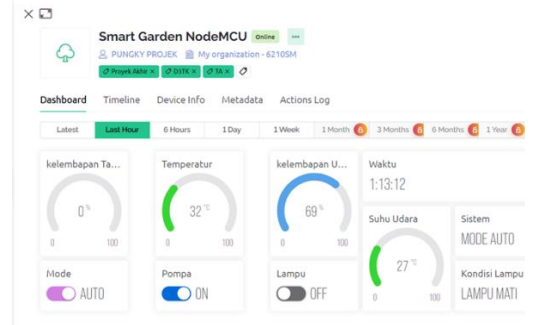 Smart Garden NodeMCU Online
PUNGKY PROJEK My organization - 6210SM
Proyek Akhir × D3TK × TA ×
Dashboard Timeline Device Info Metadata Actions Log
Latest Last Hour 6 Hours 1 Day 1 Week 1 Month 3 Months 6 Months 1 Year
kelembapan Ta...
0 %
0 100
Temperatur
32 °C
0 100
kelembapan U...
69 %
0 100
Waktu
1:13:12
Suhu Udara
27 °C
0 100
Sistem
MODE AUTO
Mode
AUTO
Pompa
ON
Lampu
OFF
Kondisi Lampu
LAMPU MATI